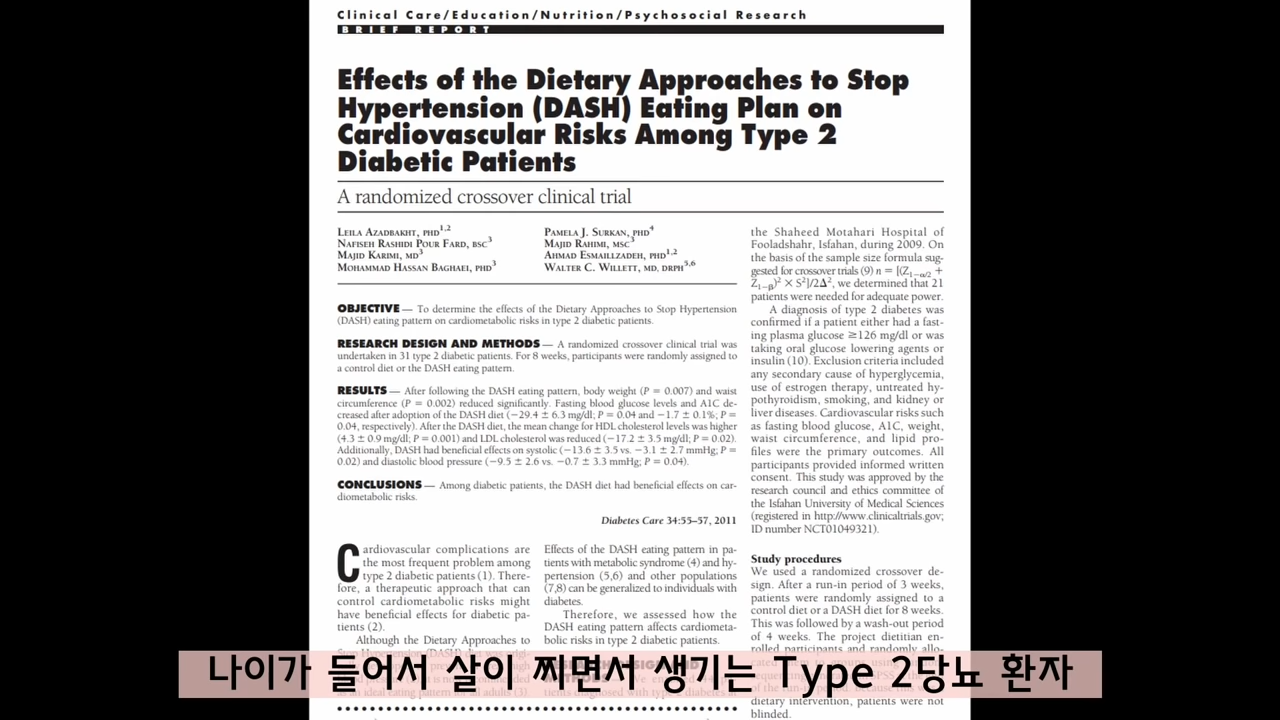 Clinical Care/Education/Nutrition/Psychosocial Research
BRIEF REPORT
Effects of the Dietary Approaches to Stop
Hypertension (DASH) Eating Plan on
Cardiovascular Risks Among Type 2
Diabetic Patients
A randomized crossover clinical trial
LEILA AZADBAKHT, PHD1,2
NAFISEH RASHIDI POUR FARD, BSC3
MAJID KARIMI, MD3
MOHAMMAD HASSAN BAGHAEI, PHD3
PAMELA J. SURKAN, PHD4
MAJID RAHIMI, MSC3
AHMAD ESMAILLZADEH, PHD1,2
WALTER C. WILLETT, MD, DRPH5,6
OBJECTIVE — To determine the effects of the Dietary Approaches to Stop Hypertension
(DASH) eating pattern on cardiometabolic risks in type 2 diabetic patients.
RESEARCH DESIGN AND METHODS — A randomized crossover clinical trial was
undertaken in 31 type 2 diabetic patients. For 8 weeks, participants were randomly assigned to
a control diet or the DASH eating pattern.
RESULTS — After following the DASH eating pattern, body weight (P = 0.007) and waist
circumference (P = 0.002) reduced significantly. Fasting blood glucose levels and A1C de-
creased after adoption of the DASH diet (−29.4 ± 6.3 mg/dl; P = 0.04 and −1.7 ± 0.1%; P =
0.04, respectively). After the DASH diet, the mean change for HDL cholesterol levels was higher
(4.3 ± 0.9 mg/dl; P = 0.001) and LDL cholesterol was reduced (−17.2 ± 3.5 mg/dl; P = 0.02).
Additionally, DASH had beneficial effects on systolic (−13.6 ± 3.5 vs. −3.1 ± 2.7 mmHg; P =
0.02) and diastolic blood pressure (−9.5 ± 2.6 vs. −0.7 ± 3.3 mmHg; P = 0.04).
CONCLUSIONS — Among diabetic patients, the DASH diet had beneficial effects on car-
diometabolic risks.
Diabetes Care 34:55–57, 2011
Cardiovascular complications are
the most frequent problem among
type 2 diabetic patients (1). There-
fore, a therapeutic approach that can
control cardiometabolic risks might
have beneficial effects for diabetic pa-
tients (2).
Although the Dietary Approaches to
Effects of the DASH eating pattern in pa-
tients with metabolic syndrome (4) and hy-
pertension (5,6) and other populations
(7,8) can be generalized to individuals with
diabetes.
Therefore, we assessed how the
DASH eating pattern affects cardiometa-
bolic risks in type 2 diabetic patients.
the Shaheed Motahari Hospital of
Fooladshahr, Isfahan, during 2009. On
the basis of the sample size formula sug-
gested for crossover trials (9) n = [(Z1−α/2 +
Z1−β)2 × S2]/2Δ2, we determined that 21
patients were needed for adequate power.
A diagnosis of type 2 diabetes was
confirmed if a patient either had a fast-
ing plasma glucose ≥126 mg/dl or was
taking oral glucose lowering agents or
insulin (10). Exclusion criteria included
any secondary cause of hyperglycemia,
use of estrogen therapy, untreated hy-
pothyroidism, smoking, and kidney or
liver diseases. Cardiovascular risks such
as fasting blood glucose, A1C, weight,
waist circumference, and lipid pro-
files were the primary outcomes. All
participants provided informed written
consent. This study was approved by the
research council and ethics committee of
the Isfahan University of Medical Sciences
(registered in http://www.clinicaltrials.gov;
ID number NCT01049321).
Study procedures
We used a randomized crossover de-
sign. After a run-in period of 3 weeks,
patients were randomly assigned to a
control diet or a DASH diet for 8 weeks.
This was followed by a wash-out period
of 4 weeks. The project dietitian en-
rolled participants and randomly allo-
dietary intervention, patients were not
blinded.
나이가 들어서 살이 찌면서 생기는 Type 2당뇨 환자